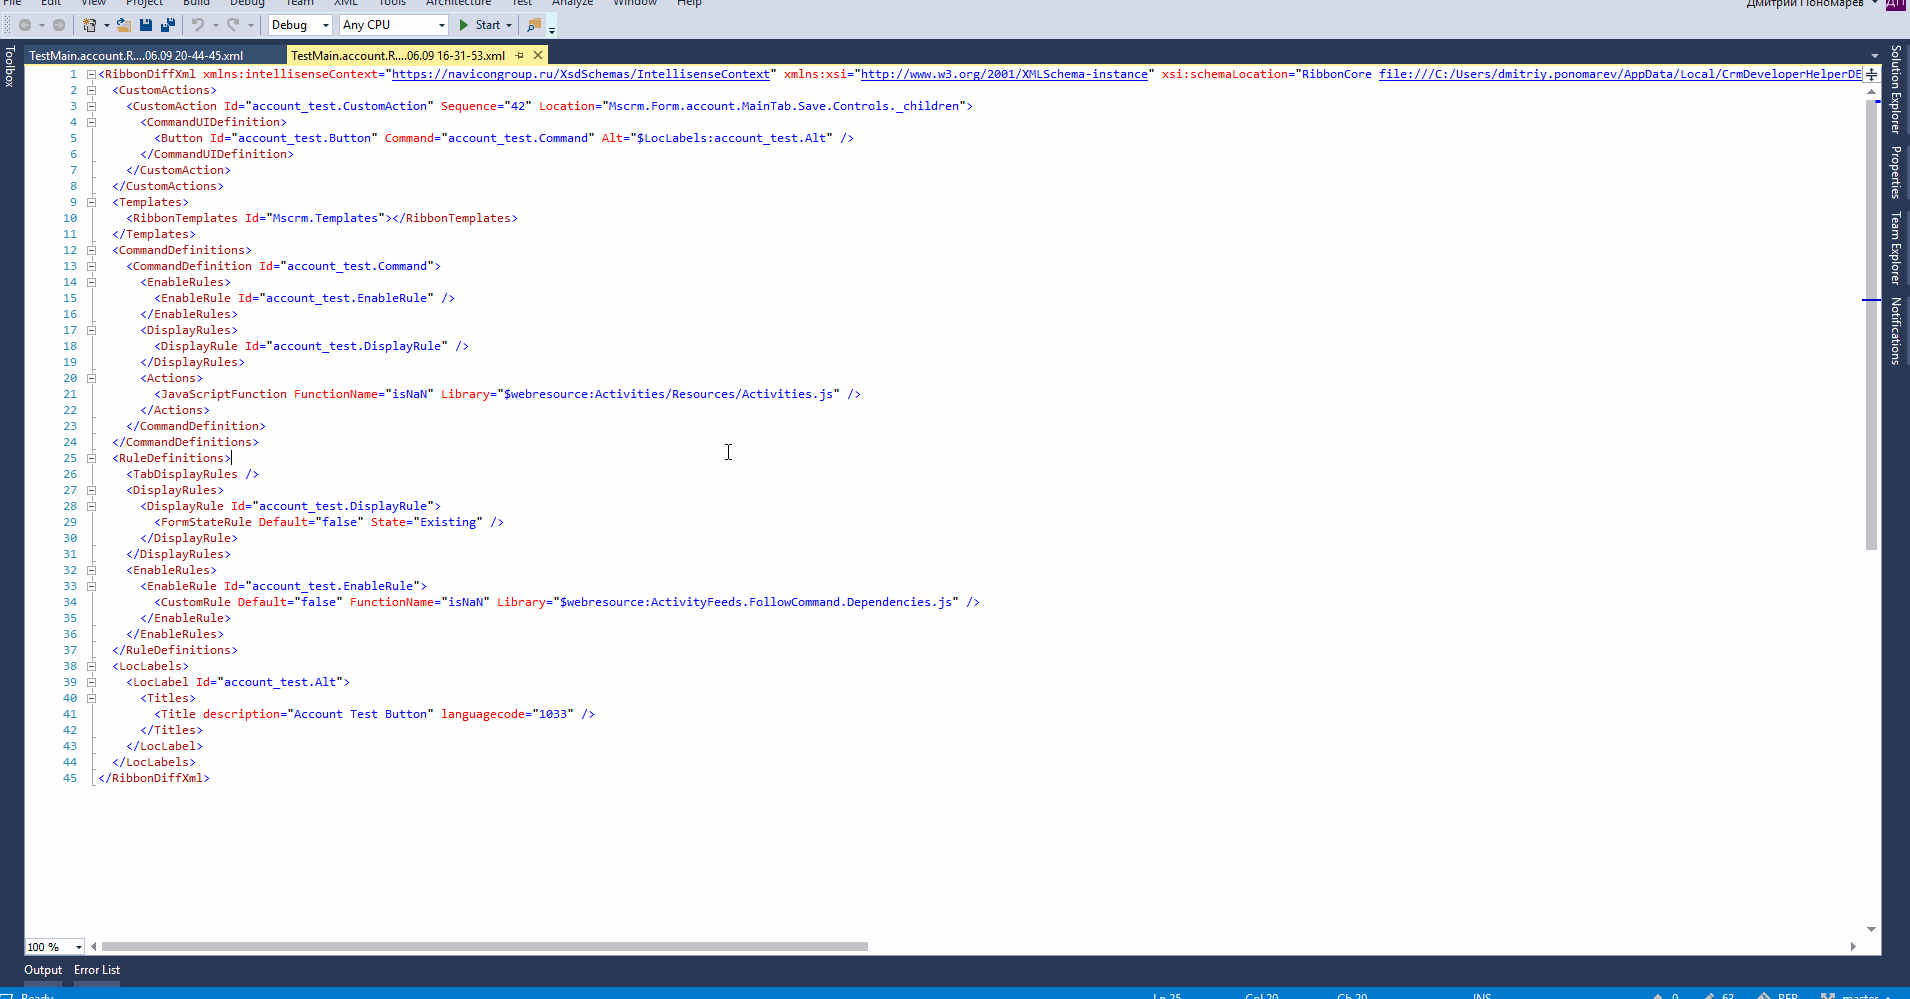 File Edit View Project Build Debug Team XML Tools Architecture Test Analyze Window Help
Дмитрий Пономарев ДП
Debug Any CPU Start
Toolbox
TestMain.account.R....06.09 20-44-45.xml TestMain.account.R....06.09 16-31-53.xml
1 <RibbonDiffXml xmlns:intellisenseContext="https://navicongroup.ru/XsdSchemas/IntellisenseContext" xmlns:xsi="http://www.w3.org/2001/XMLSchema-instance" xsi:schemaLocation="RibbonCore file:///C:/Users/dmitriy.ponomarev/AppData/Local/CrmDeveloperHelperDE
2 <CustomActions>
3 <CustomAction Id="account_test.CustomAction" Sequence="42" Location="Mscrm.Form.account.MainTab.Save.Controls._children">
4 <CommandUIDefinition>
5 <Button Id="account_test.Button" Command="account_test.Command" Alt="$LocLabels:account_test.Alt" />
6 </CommandUIDefinition>
7 </CustomAction>
8 </CustomActions>
9 <Templates>
10 <RibbonTemplates Id="Mscrm.Templates"></RibbonTemplates>
11 </Templates>
12 <CommandDefinitions>
13 <CommandDefinition Id="account_test.Command">
14 <EnableRules>
15 <EnableRule Id="account_test.EnableRule" />
16 </EnableRules>
17 <DisplayRules>
18 <DisplayRule Id="account_test.DisplayRule" />
19 </DisplayRules>
20 <Actions>
21 <JavaScriptFunction FunctionName="isNaN" Library="$webresource:Activities/Resources/Activities.js" />
22 </Actions>
23 </CommandDefinition>
24 </CommandDefinitions>
25 <RuleDefinitions>
26 <TabDisplayRules />
27 <DisplayRules>
28 <DisplayRule Id="account_test.DisplayRule">
29 <FormStateRule Default="false" State="Existing" />
30 </DisplayRule>
31 </DisplayRules>
32 <EnableRules>
33 <EnableRule Id="account_test.EnableRule">
34 <CustomRule Default="false" FunctionName="isNaN" Library="$webresource:ActivityFeeds.FollowCommand.Dependencies.js" />
35 </EnableRule>
36 </EnableRules>
37 </RuleDefinitions>
38 <LocLabels>
39 <LocLabel Id="account_test.Alt">
40 <Titles>
41 <Title description="Account Test Button" languagecode="1033" />
42 </Titles>
43 </LocLabel>
44 </LocLabels>
45 </RibbonDiffXml>
Solution Explorer
Properties
Team Explorer
Notifications
100 %
Output Error List
Ready Ln 25 Col 20 Ch 20 INS 0 63 master